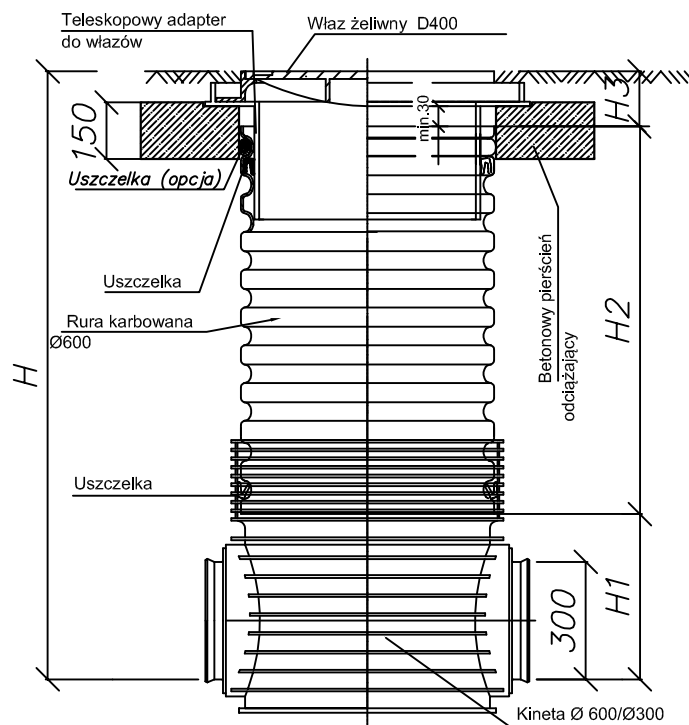 Teleskopowy adapter
do włazów
Właz żeliwny D400
150
min.30
H3
Uszczelka (opcja)
Uszczelka
Rura karbowana
Ø600
H
H2
Betonowy pierścień
odciążający
Uszczelka
300
H1
Kineta Ø 600/Ø300